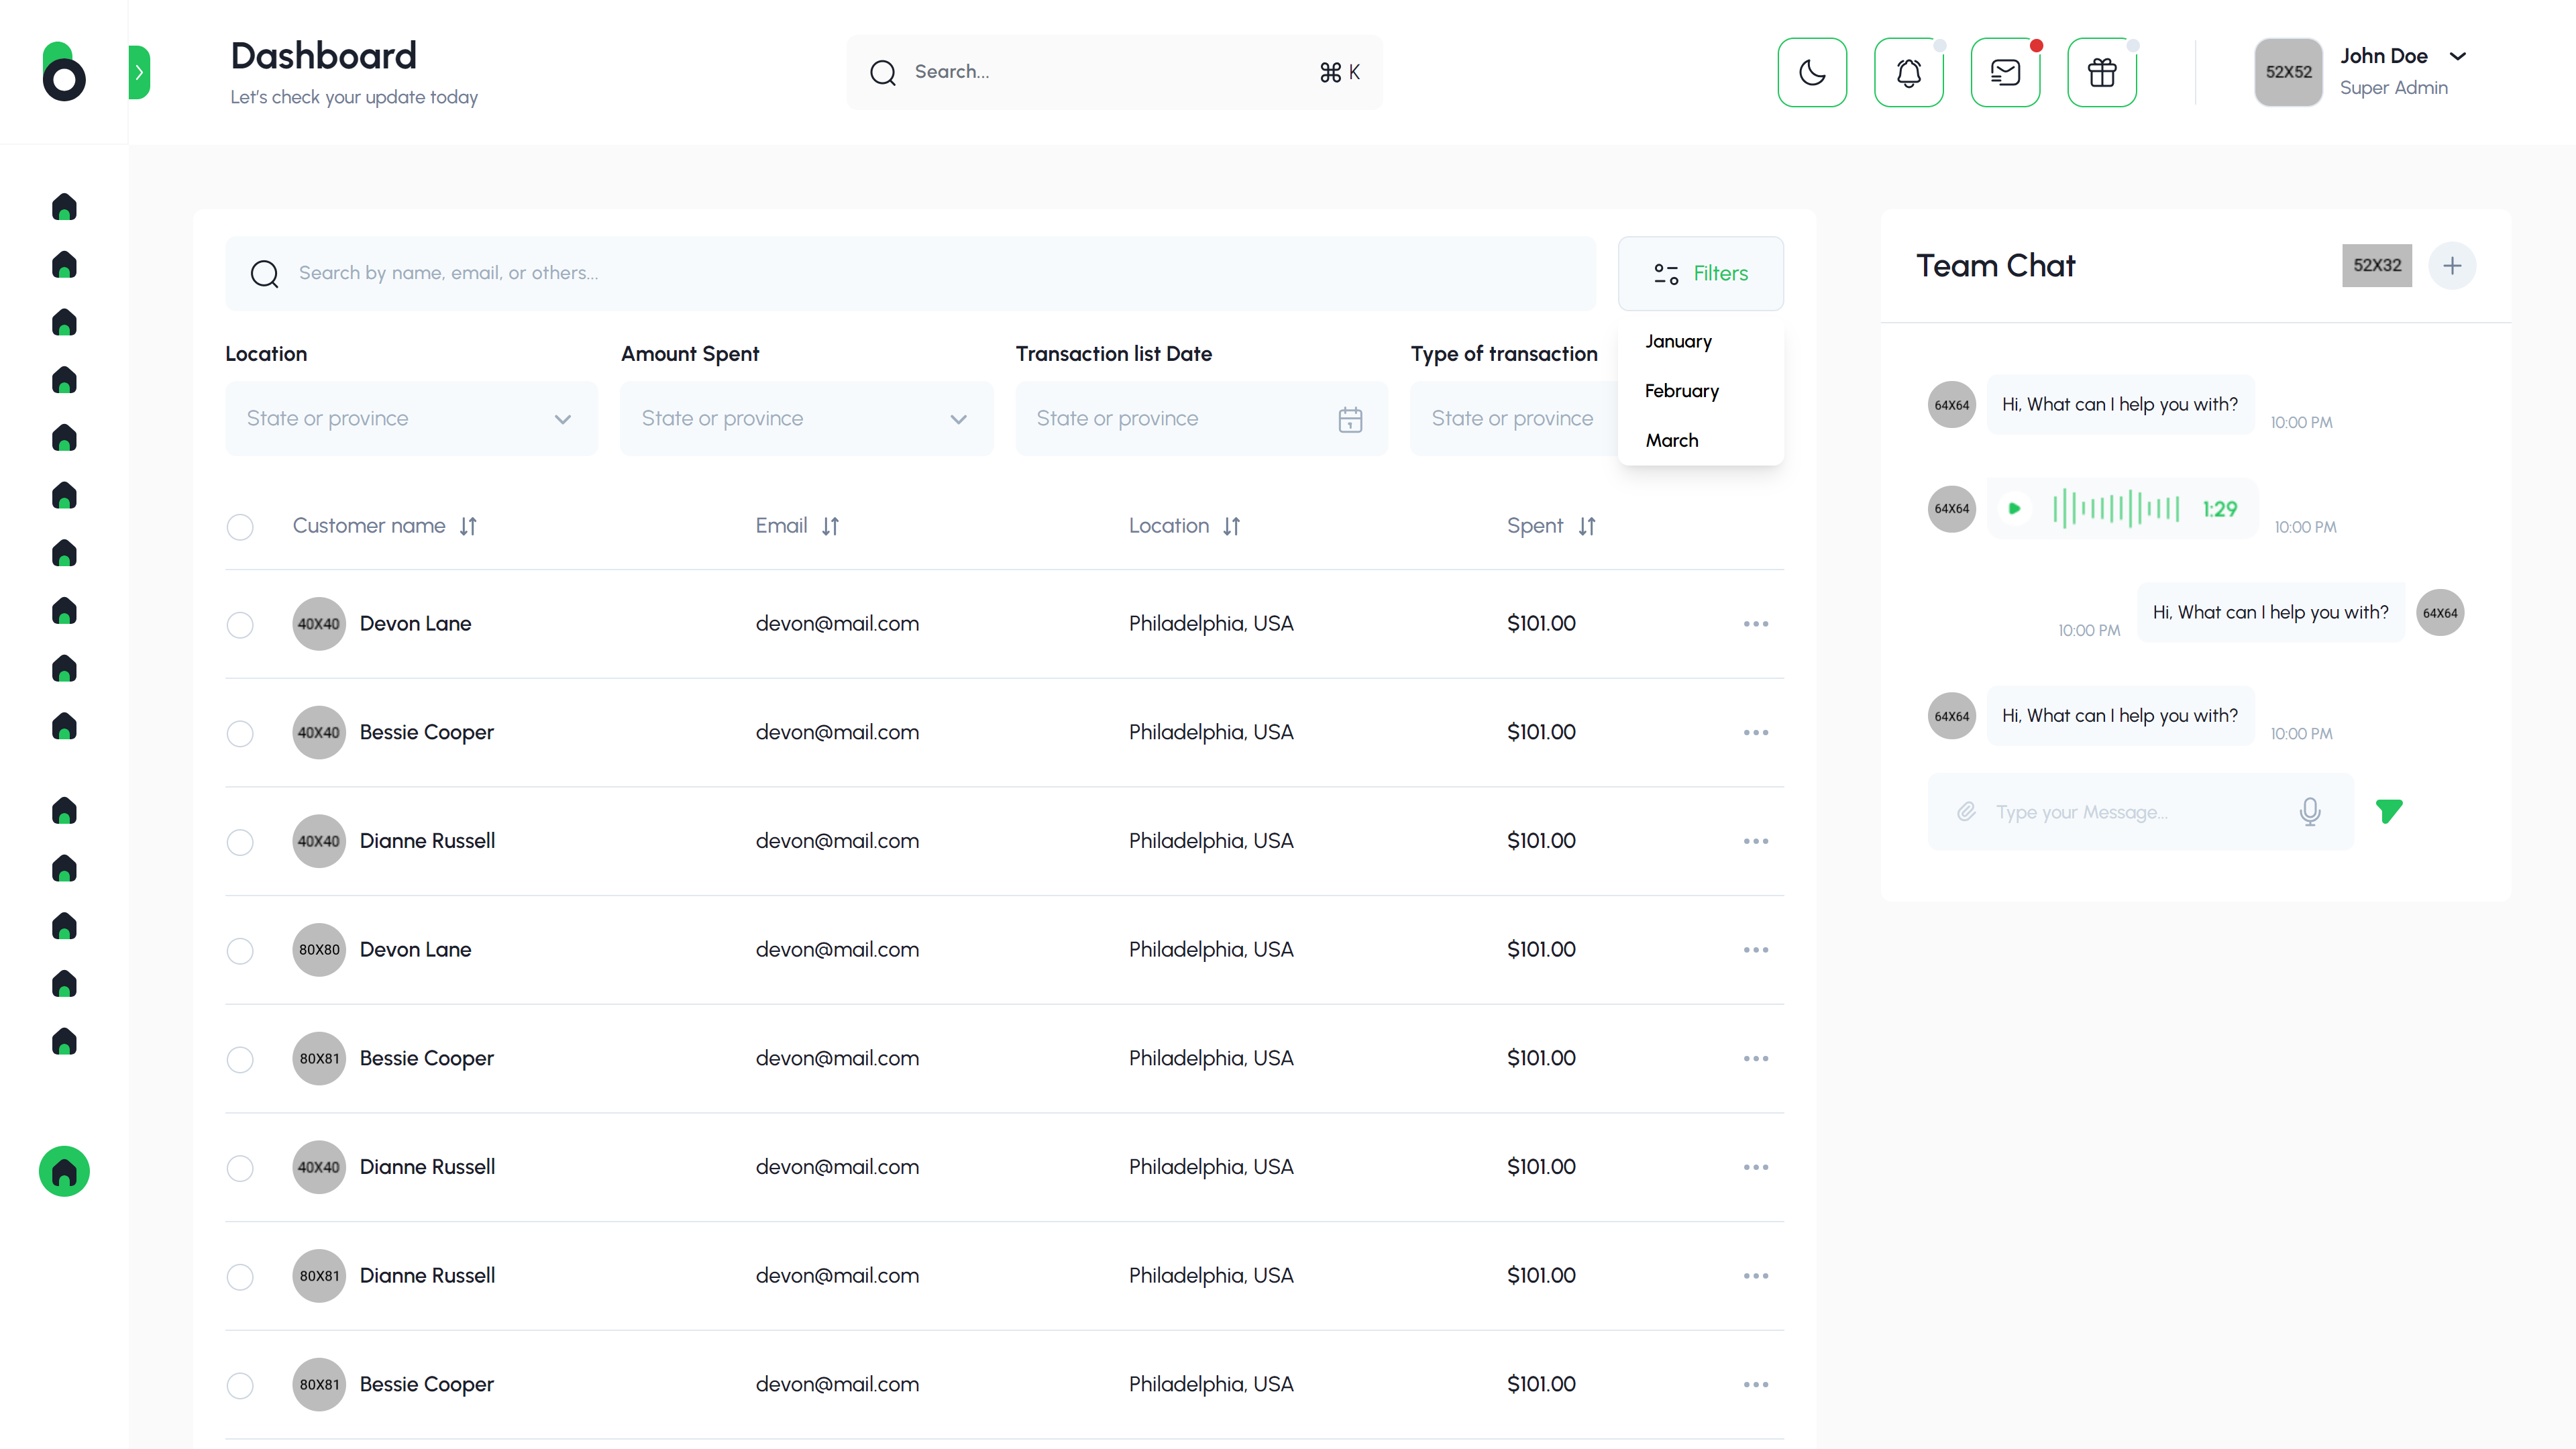 Dashboard
Let's check your update today
Search...
⌘ K
52X52
John Doe
Super Admin
Search by name, email, or others...
Filters
January
February
March
Location
Amount Spent
Transaction list Date
Type of transaction
State or province
State or province
State or province
State or province
Customer name
Email
Location
Spent
40X40 Devon Lane devon@mail.com Philadelphia, USA $101.00
40X40 Bessie Cooper devon@mail.com Philadelphia, USA $101.00
40X40 Dianne Russell devon@mail.com Philadelphia, USA $101.00
80X80 Devon Lane devon@mail.com Philadelphia, USA $101.00
80X81 Bessie Cooper devon@mail.com Philadelphia, USA $101.00
40X40 Dianne Russell devon@mail.com Philadelphia, USA $101.00
80X81 Dianne Russell devon@mail.com Philadelphia, USA $101.00
80X81 Bessie Cooper devon@mail.com Philadelphia, USA $101.00
Team Chat
52X32
64X64 Hi, What can I help you with? 10:00 PM
64X64 1:29 10:00 PM
10:00 PM Hi, What can I help you with? 64X64
64X64 Hi, What can I help you with? 10:00 PM
Type your Message...